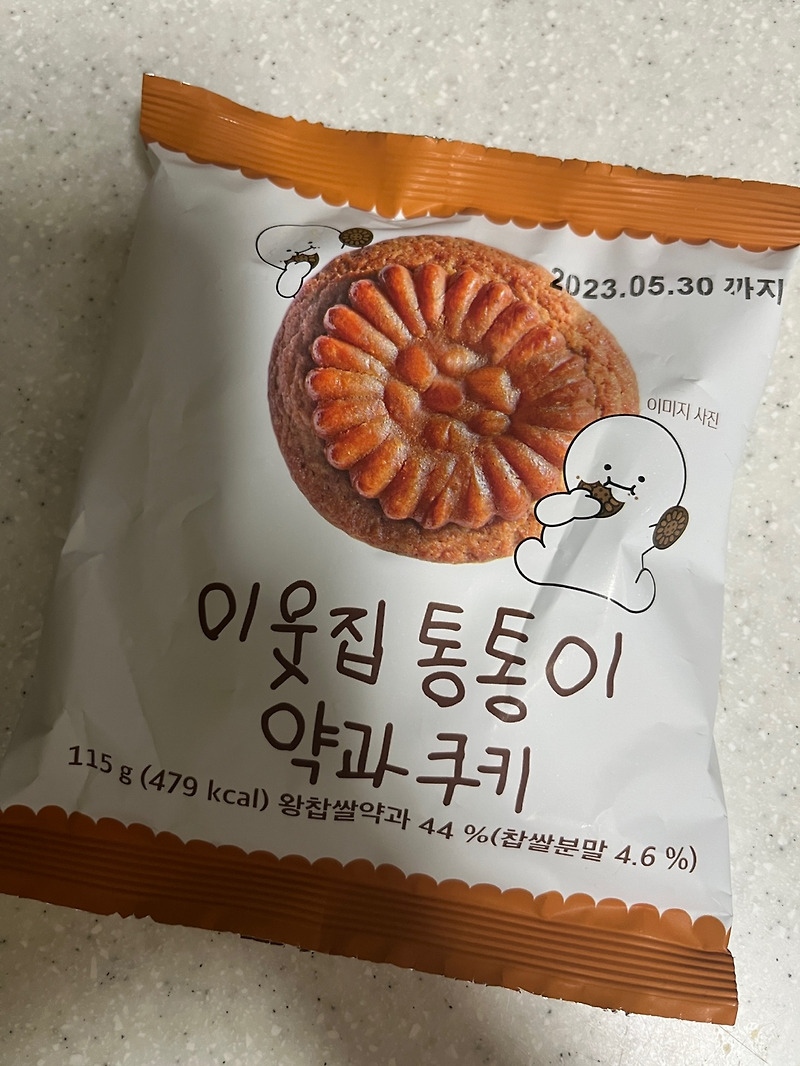 2023.05.30 까지
이미지 사진
이웃집 통통이
약과 쿠키
115 g (479 kcal) 왕찹쌀약과 44 %(찹쌀분말 4.6 %)